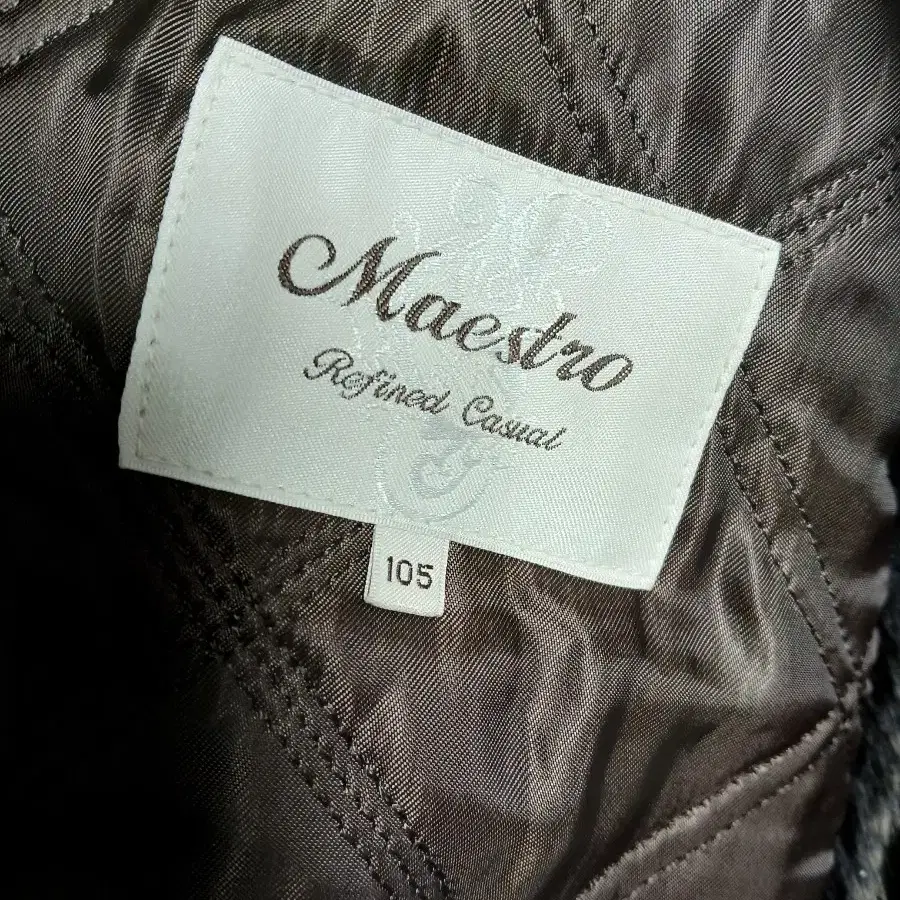 Maestro
Refined Casual
105